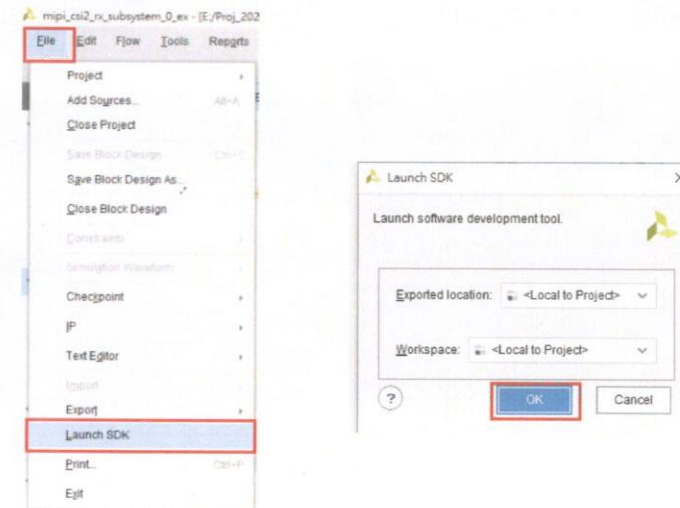 mipi_csi2_rx_subsystem_0_ex - [E:/Proj_202
File Edit Flow Tools Reports
Project
Add Sources... Alt+A
Close Project
Save Block Design Ctrl+S
Save Block Design As...
Close Block Design
Constraints
Simulation Waveform
Checkpoint
IP
Text Editor
Import
Export
Launch SDK
Print... Ctrl+P
Exit
Launch SDK X
Launch software development tool.
Exported location: <Local to Project>
Workspace: <Local to Project>
? OK Cancel